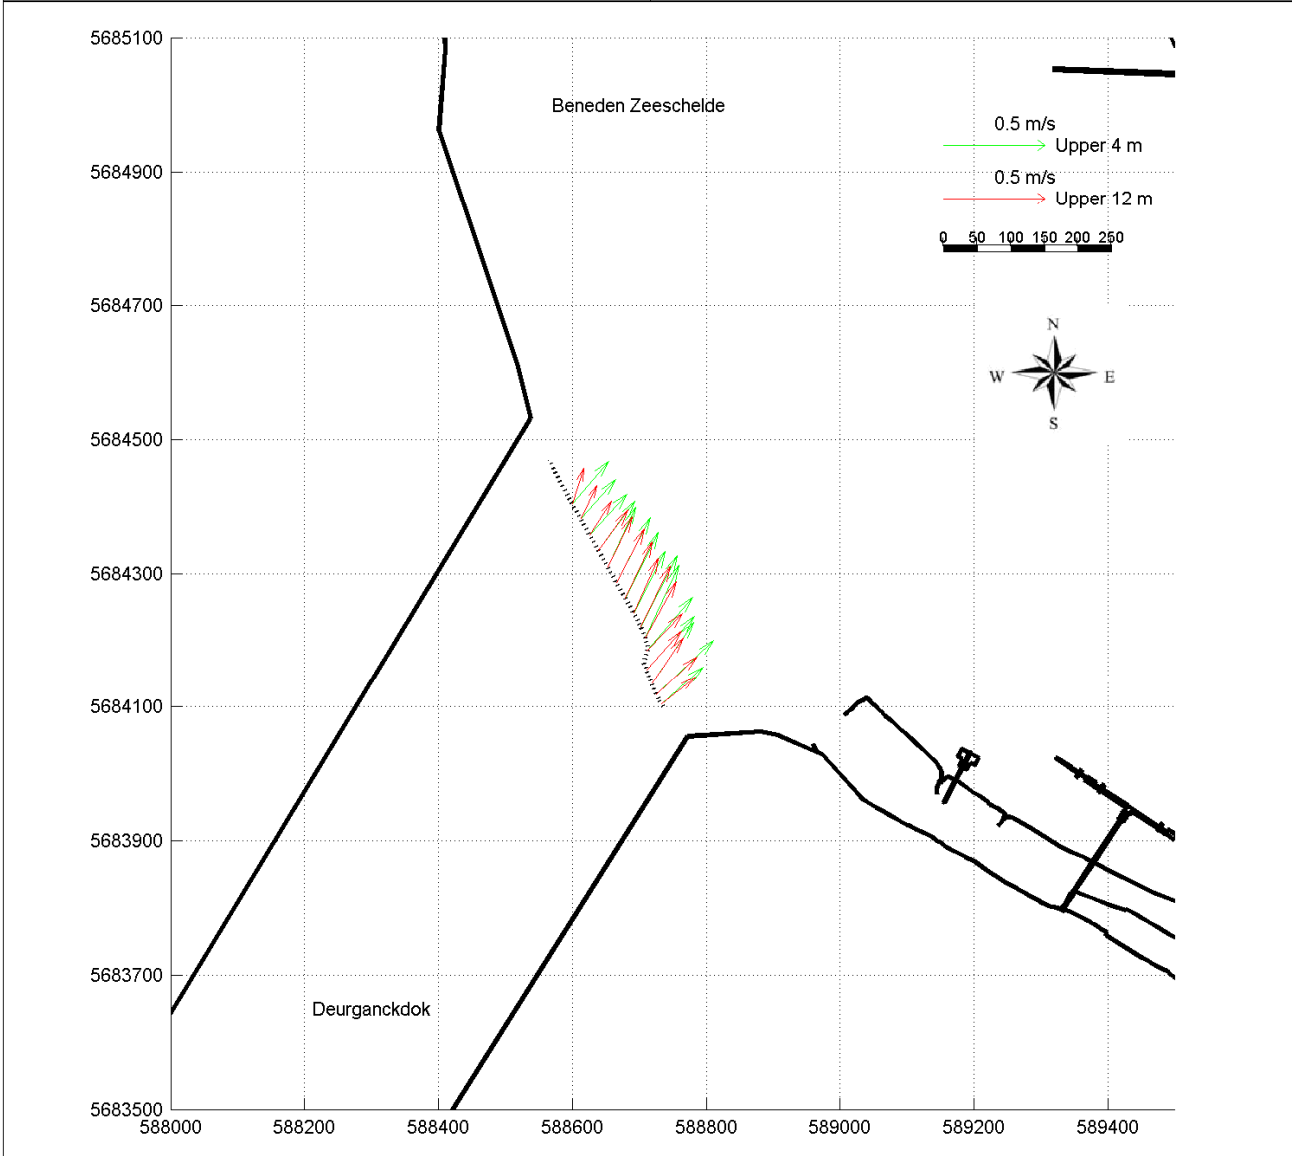 5685100
Beneden Zeeschelde
0.5 m/s
Upper 4 m
5684900
0.5 m/s
Upper 12 m
0 50 100 150 200 250
5684700
N
W E
S
5684500
5684300
5684100
5683900
5683700
Deurganckdok
5683500
588000 588200 588400 588600 588800 589000 589200 589400